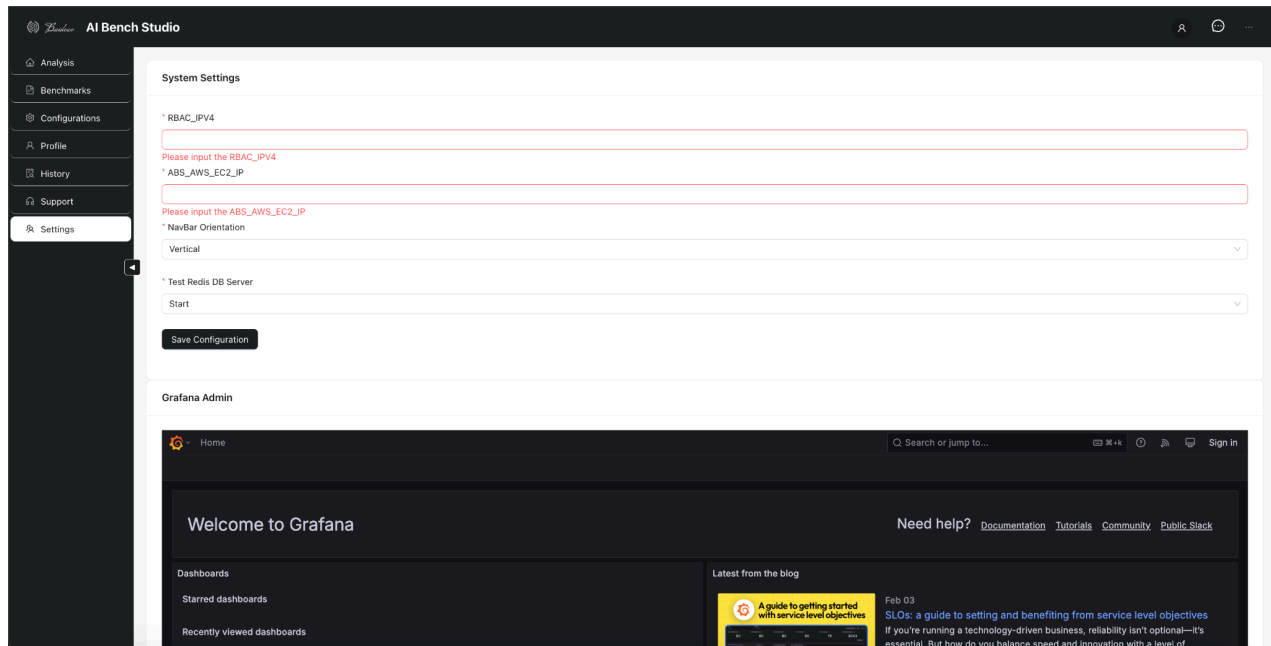 AI Bench Studio
Analysis
Benchmarks
Configurations
Profile
History
Support
Settings
System Settings
* RBAC_IPV4
Please input the RBAC_IPV4
* ABS_AWS_EC2_IP
Please input the ABS_AWS_EC2_IP
* NavBar Orientation
Vertical
* Test Redis DB Server
Start
Save Configuration
Grafana Admin
Home
Search or jump to...
⌘+k
Sign in
Welcome to Grafana
Need help? Documentation Tutorials Community Public Slack
Dashboards
Starred dashboards
Recently viewed dashboards
Latest from the blog
A guide to getting started
with service level objectives
Feb 03
SLOs: a guide to setting and benefiting from service level objectives
If you're running a technology-driven business, reliability isn't optional—it's
essential. But how do you balance speed and innovation with a level of